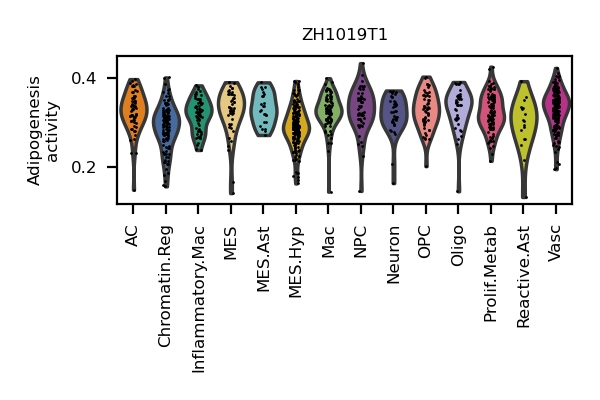 ZH1019T1
Adipogenesis
activity
0.4
0.2
AC
Chromatin.Reg
Inflammatory.Mac
MES
MES.Ast
MES.Hyp
Mac
NPC
Neuron
OPC
Oligo
Prolif.Metab
Reactive.Ast
Vasc